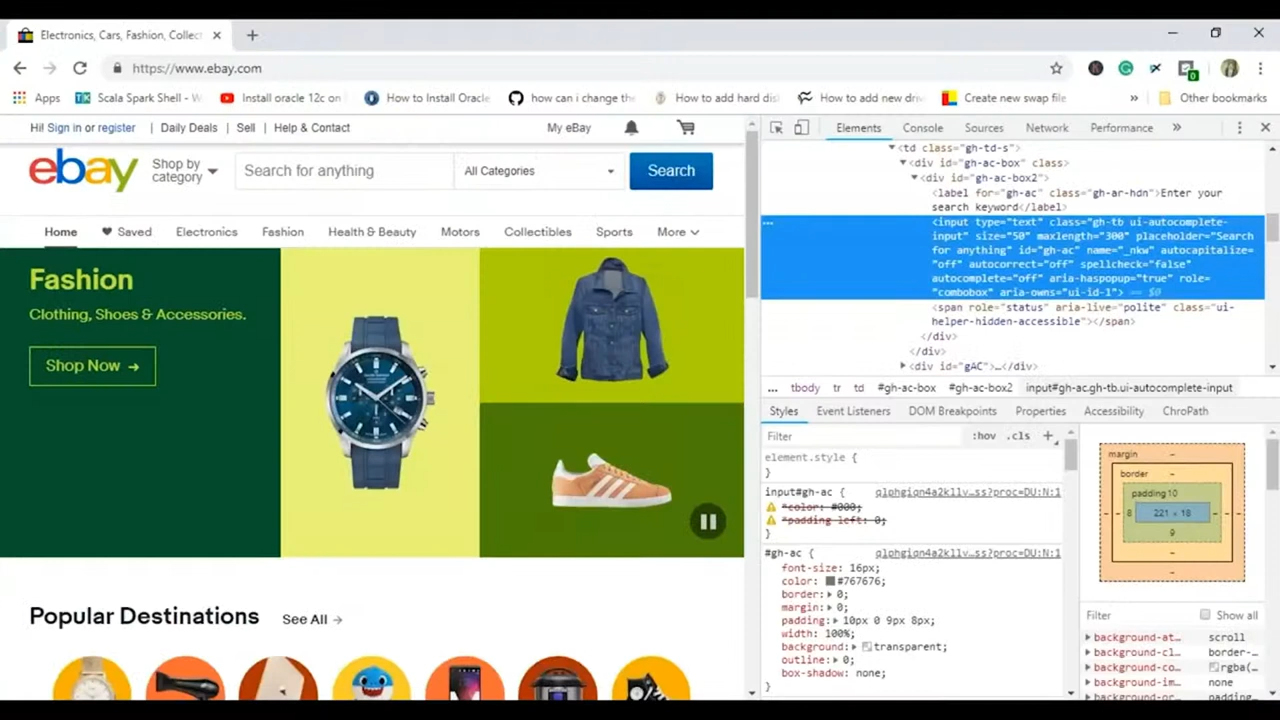 Electronics, Cars, Fashion, Collect
https://www.ebay.com
Apps
Scala Spark Shell - W
Install oracle 12c on
How to Install Oracle
how can i change the
How to add hard dis
How to add new driv
Create new swap file
»
Other bookmarks
Hi! Sign in or register | Daily Deals | Sell | Help & Contact
My eBay
ebay
Shop by category
Search for anything
All Categories
Search
Home
Saved
Electronics
Fashion
Health & Beauty
Motors
Collectibles
Sports
More
Fashion
Clothing, Shoes & Accessories.
Shop Now →
Popular Destinations
See All →
Elements
Console
Sources
Network
Performance
»
<td class="gh-td-s">
<div id="gh-ac-box" class>
<div id="gh-ac-box2">
<label for="gh-ac" class="gh-ar-hdn">Enter your
search keyword</label>
<input type="text" class="gh-tb ui-autocomplete-
input" size="50" maxlength="300" placeholder="Search
for anything" id="gh-ac" name="_nkw" autocapitalize=
"off" autocorrect="off" spellcheck="false"
autocomplete="off" aria-haspopup="true" role=
"combobox" aria-owns="ui-id-1"> == $0
<span role="status" aria-live="polite" class="ui-
helper-hidden-accessible"></span>
</div>
</div>
<div id="gAC">…</div>
... tbody tr td #gh-ac-box #gh-ac-box2 input#gh-ac.gh-tb.ui-autocomplete-input
Styles
Event Listeners
DOM Breakpoints
Properties
Accessibility
ChroPath
Filter
:hov .cls +
element.style {
}
input#gh-ac {
*color: #000;
*padding-left: 0;
}
#gh-ac {
font-size: 16px;
color: #767676;
border: 0;
margin: 0;
padding: 10px 0 9px 8px;
width: 100%;
background: transparent;
outline: 0;
box-shadow: none;
}
margin –
border –
padding 10
– – 8 221 × 18 – – –
9
–
–
Filter
Show all
background-at… scroll
background-cl… border-…
background-co… rgba(…
background-im… none